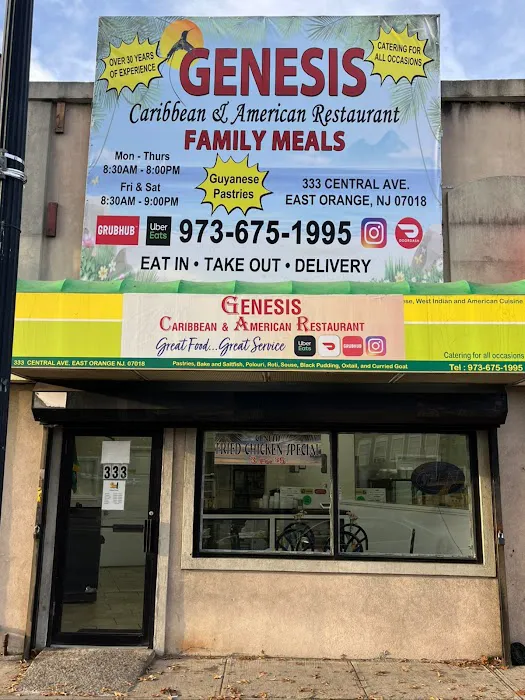 OVER 30 YEARS
OF EXPERIENCE
CATERING FOR
ALL OCCASIONS
GENESIS
Caribbean & American Restaurant
FAMILY MEALS
Mon - Thurs
8:30AM - 8:00PM
Fri & Sat
8:30AM - 9:00PM
Guyanese
Pastries
333 CENTRAL AVE.
EAST ORANGE, NJ 07018
GRUBHUB
Uber
Eats
973-675-1995
DOORDASH
EAT IN • TAKE OUT • DELIVERY
GENESIS
CARIBBEAN & AMERICAN RESTAURANT
Great Food...Great Service
Uber
Eats
GRUBHUB
West Indian and American Cuisine
Catering for all occasions
333 CENTRAL AVE. EAST ORANGE NJ. 07018
Pastries, Bake and Saltfish, Polouri, Roti, Souse, Black Pudding, Oxtail, and Curried Goat
Tel : 973-675-1995
333
GENESIS
FRIED CHICKEN SPECIAL